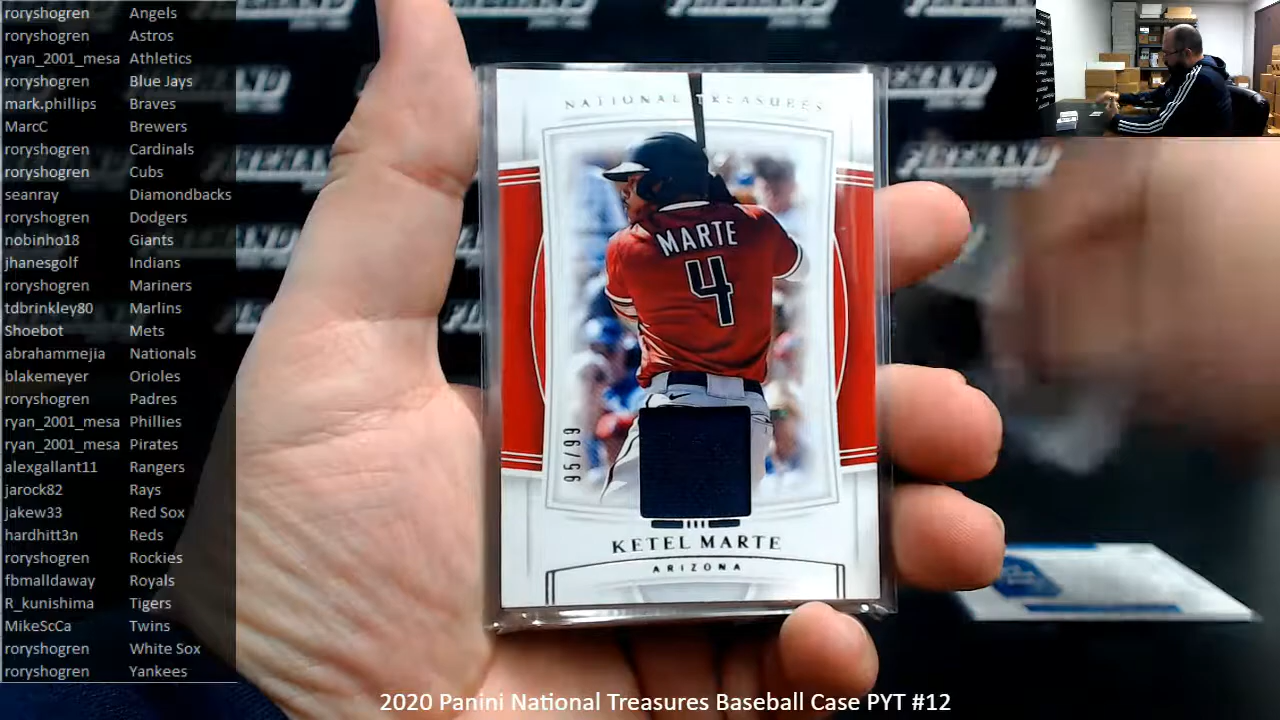 roryshogren Angels
roryshogren Astros
ryan_2001_mesa Athletics
roryshogren Blue Jays
mark.phillips Braves
MarcC Brewers
roryshogren Cardinals
roryshogren Cubs
seanray Diamondbacks
roryshogren Dodgers
nobinho18 Giants
jhanesgolf Indians
roryshogren Mariners
tdbrinkley80 Marlins
Shoebot Mets
abrahammejia Nationals
blakemeyer Orioles
roryshogren Padres
ryan_2001_mesa Phillies
ryan_2001_mesa Pirates
alexgallant11 Rangers
jarock82 Rays
jakew33 Red Sox
hardhitt3n Reds
roryshogren Rockies
fbmalldaway Royals
R_kunishima Tigers
MikeScCa Twins
roryshogren White Sox
roryshogren Yankees
NATIONAL TREASURES
MARTE
4
95/99
KETEL MARTE
ARIZONA
2020 Panini National Treasures Baseball Case PYT #12